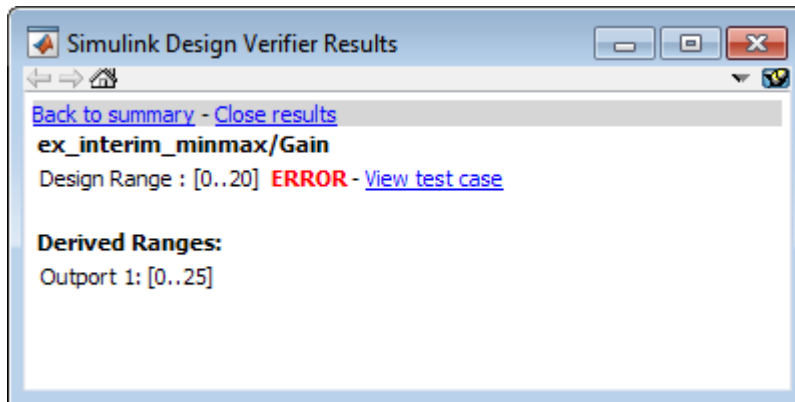 Simulink Design Verifier Results
Back to summary - Close results
ex_interim_minmax/Gain
Design Range : [0..20] ERROR - View test case
Derived Ranges:
Outport 1: [0..25]